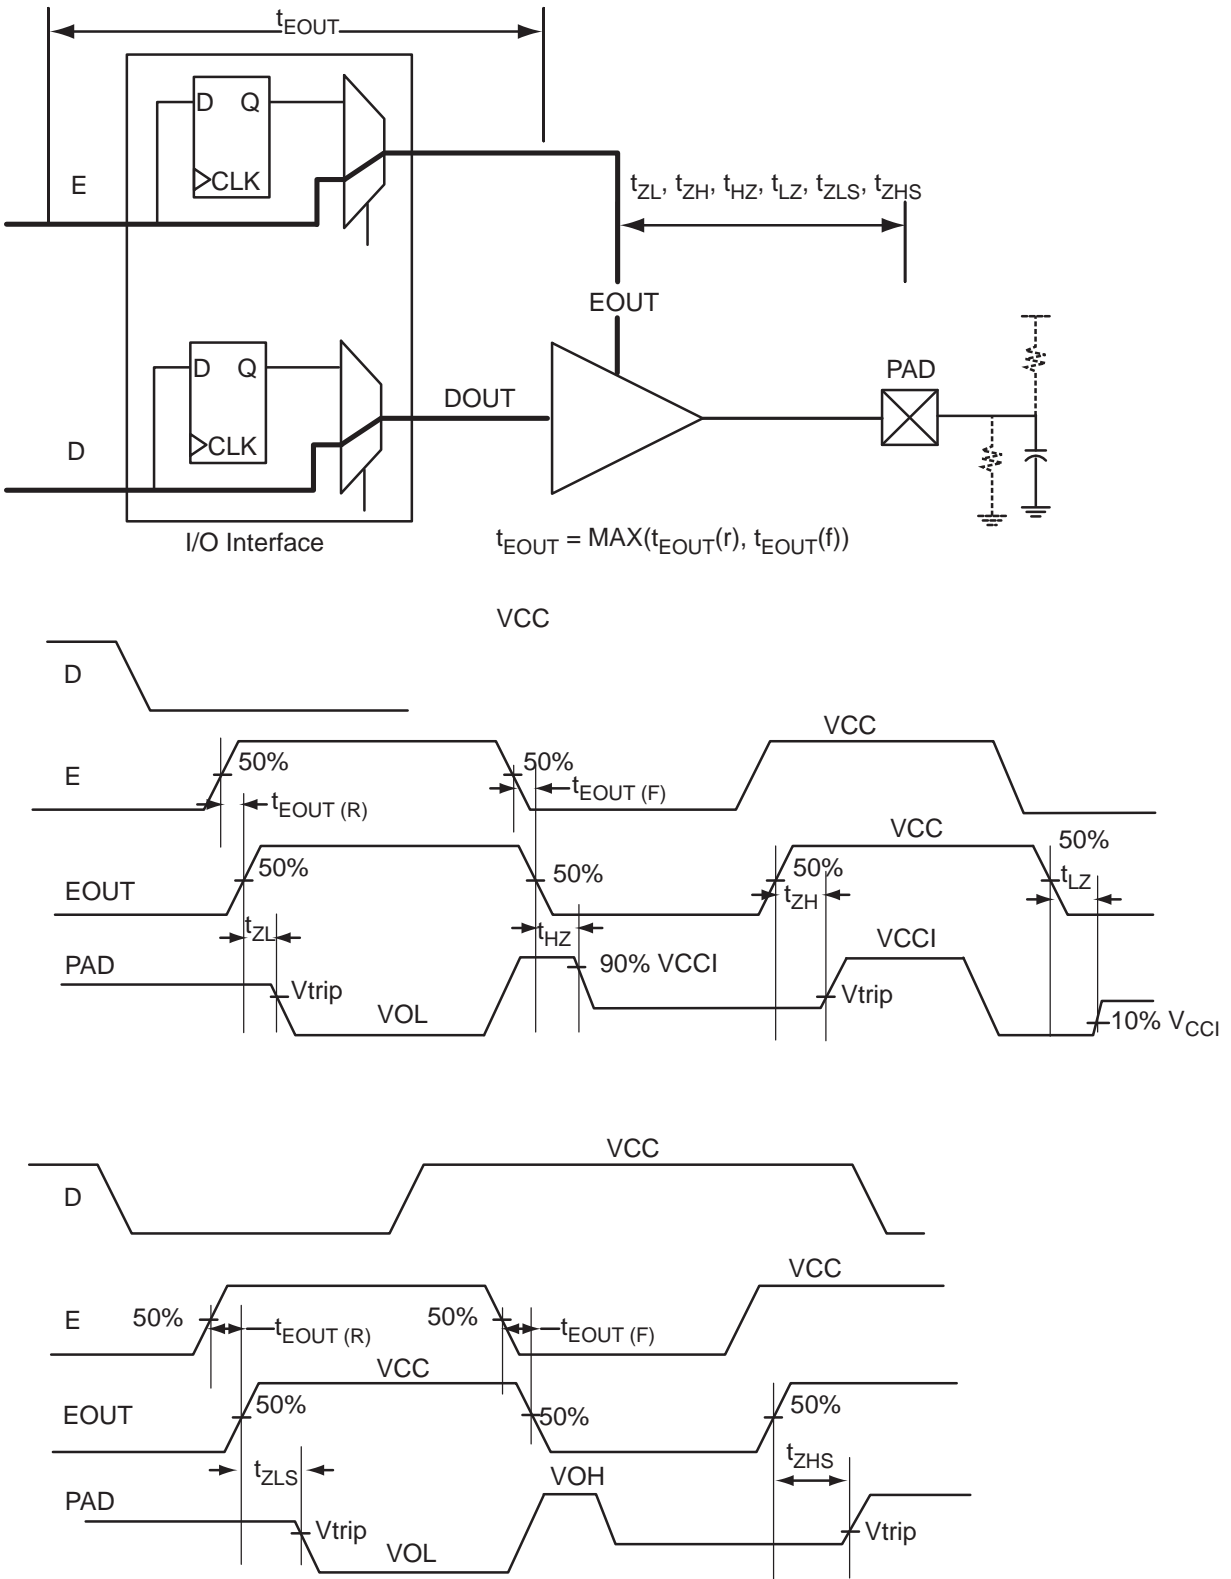 tEOUT
D Q
CLK
E
tZL, tZH, tHZ, tLZ, tZLS, tZHS
EOUT
D Q
CLK
DOUT
PAD
D
I/O Interface
tEOUT = MAX(tEOUT(r), tEOUT(f))
VCC
D
VCC
50%
50%
E
tEOUT (R)
tEOUT (F)
VCC
50%
50%
50%
50%
EOUT
tZL
tHZ
tZH
tLZ
PAD
VCCI
90% VCCI
Vtrip
Vtrip
VOL
10% VCCI
VCC
D
VCC
E
50%
50%
tEOUT (R)
tEOUT (F)
VCC
EOUT
50%
50%
50%
tZLS
VOH
tZHS
PAD
Vtrip
Vtrip
VOL